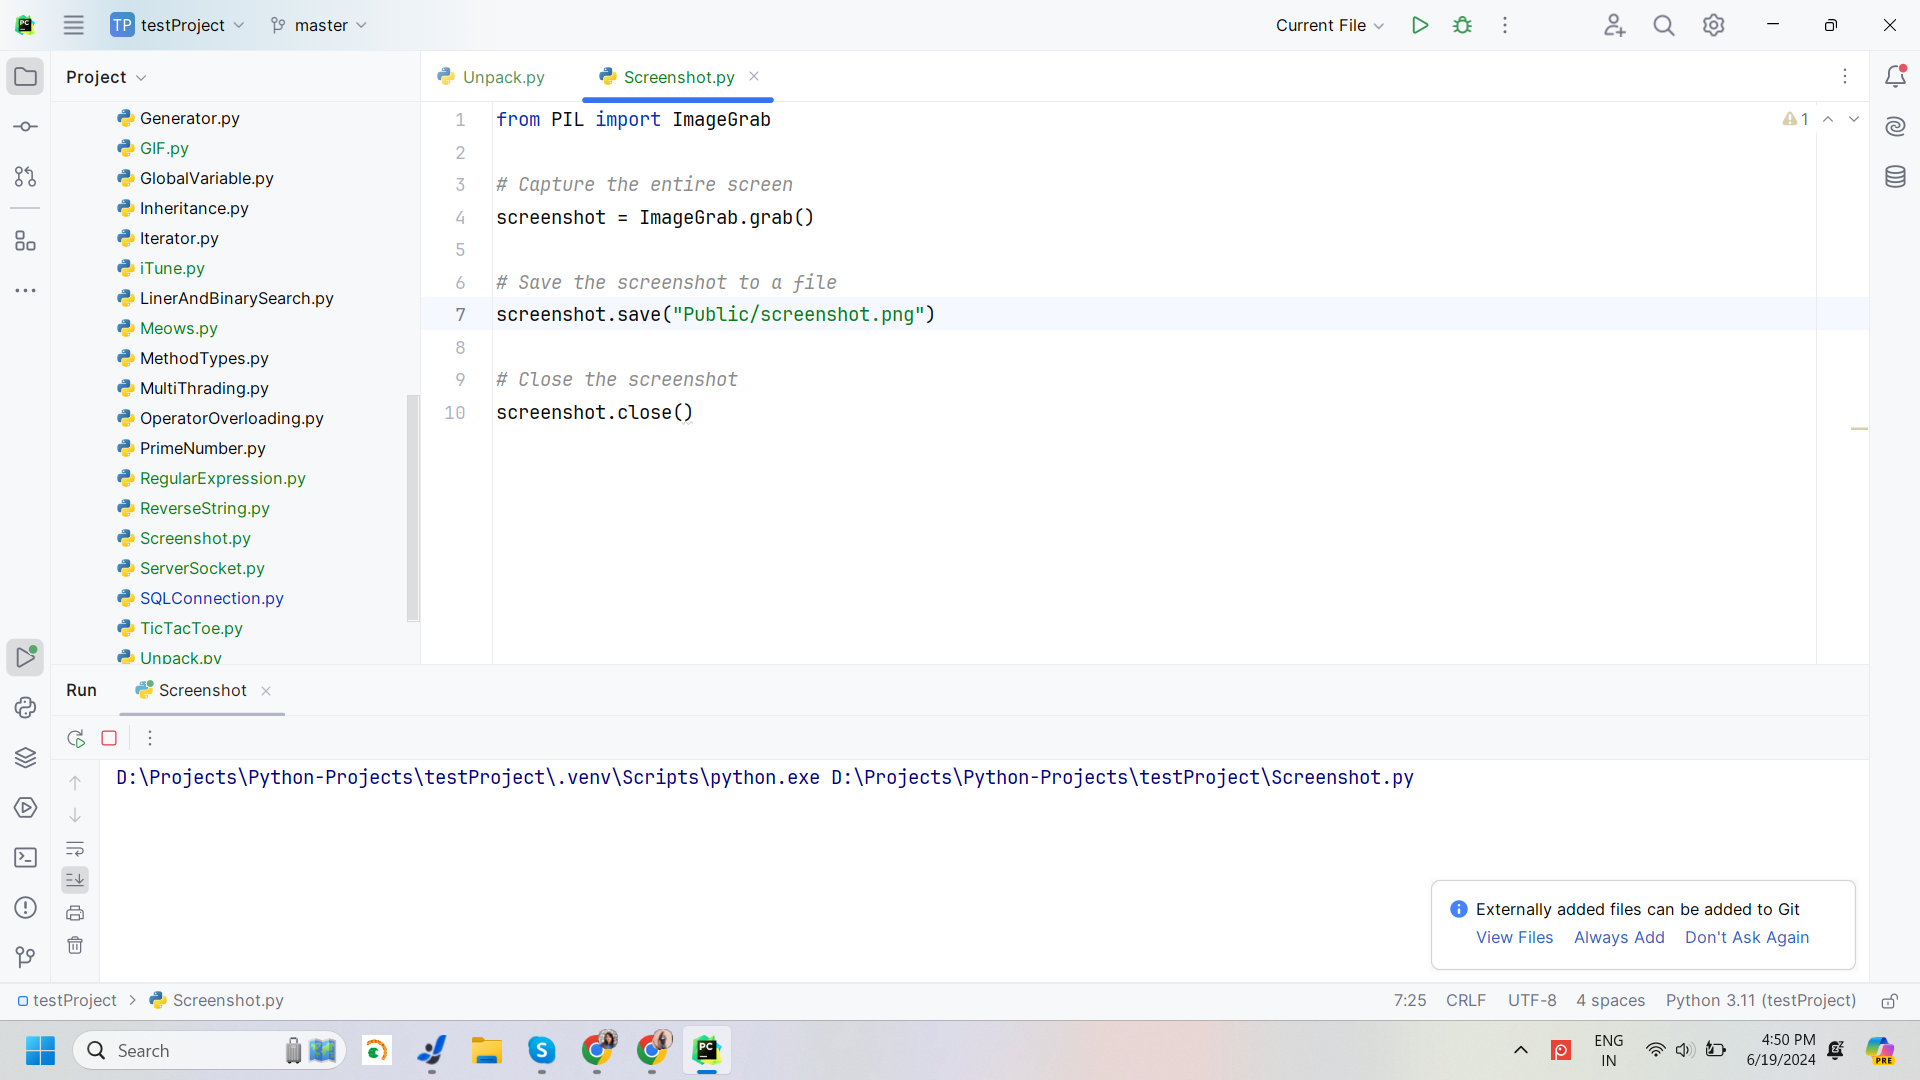 TP testProject master Current File
Project
Unpack.py Screenshot.py
Generator.py
GIF.py
GlobalVariable.py
Inheritance.py
Iterator.py
iTune.py
LinerAndBinarySearch.py
Meows.py
MethodTypes.py
MultiThrading.py
OperatorOverloading.py
PrimeNumber.py
RegularExpression.py
ReverseString.py
Screenshot.py
ServerSocket.py
SQLConnection.py
TicTacToe.py
Unpack.py
1 from PIL import ImageGrab
2
3 # Capture the entire screen
4 screenshot = ImageGrab.grab()
5
6 # Save the screenshot to a file
7 screenshot.save("Public/screenshot.png")
8
9 # Close the screenshot
10 screenshot.close()
1
Run Screenshot
D:\Projects\Python-Projects\testProject\.venv\Scripts\python.exe D:\Projects\Python-Projects\testProject\Screenshot.py
Externally added files can be added to Git
View Files Always Add Don't Ask Again
testProject > Screenshot.py 7:25 CRLF UTF-8 4 spaces Python 3.11 (testProject)
Search
S
PC
ENG
IN
4:50 PM
6/19/2024
PRE